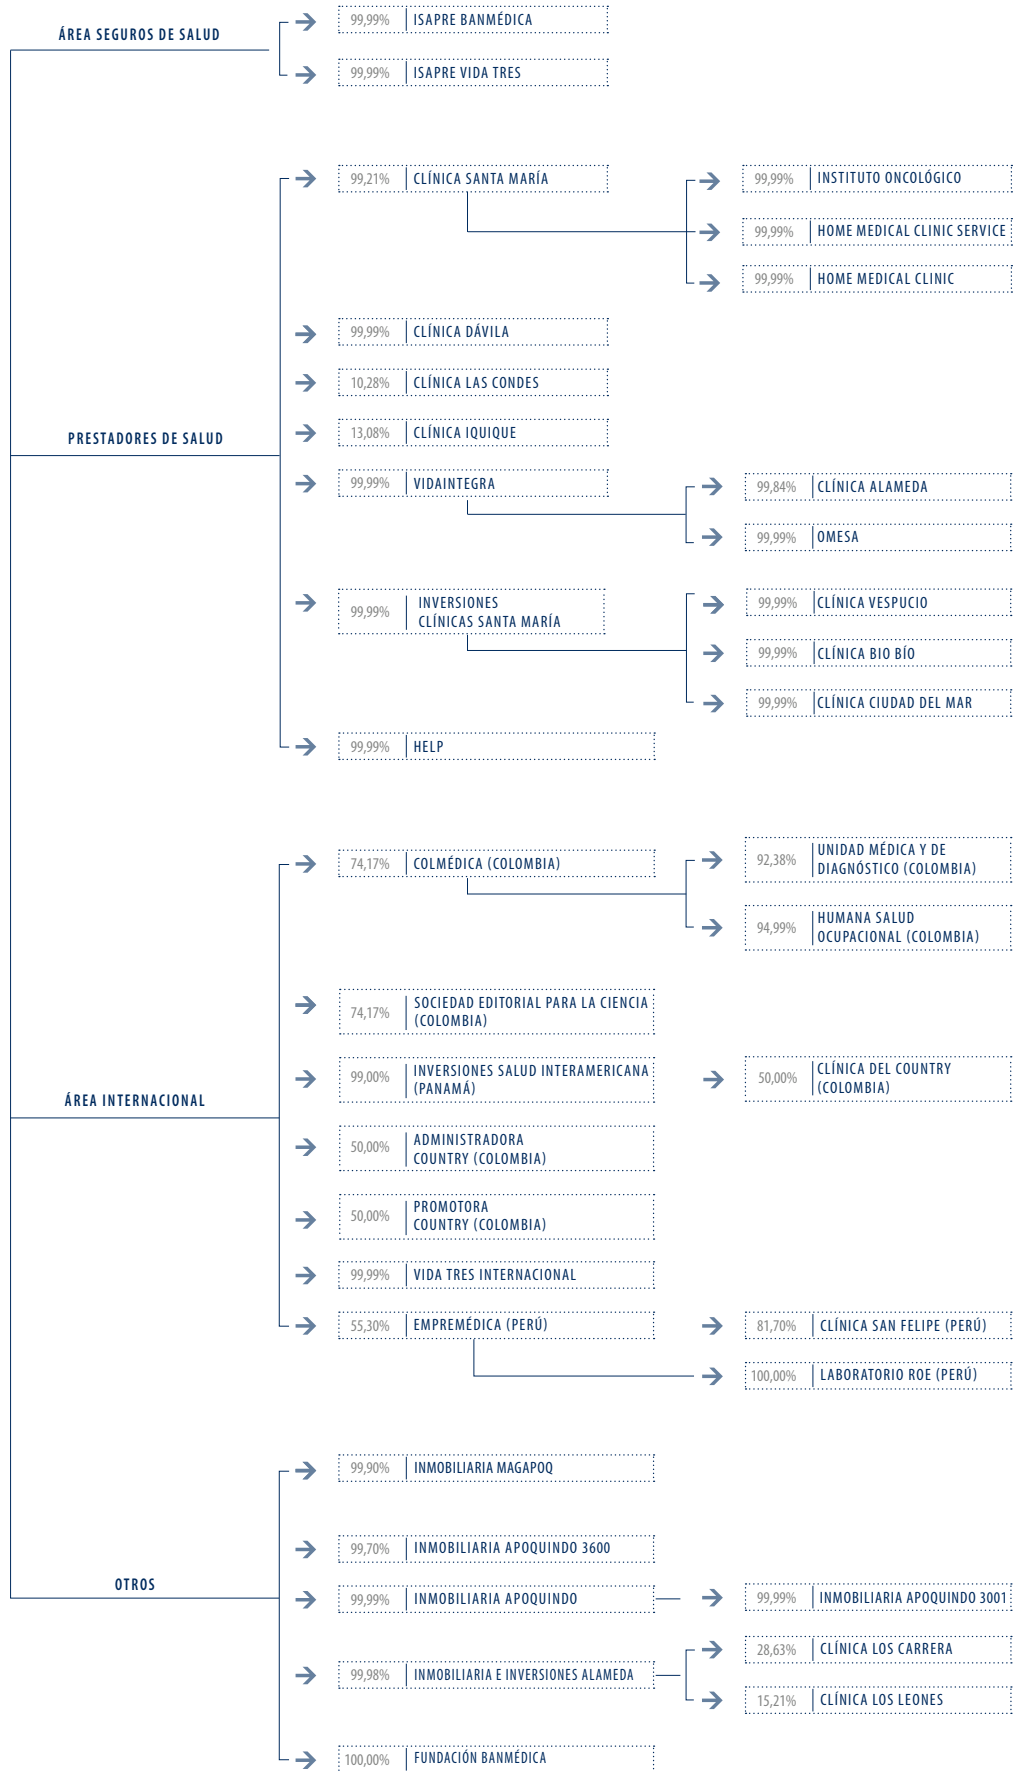 ÁREA SEGUROS DE SALUD
99,99% ISAPRE BANMÉDICA
99,99% ISAPRE VIDA TRES
PRESTADORES DE SALUD
99,21% CLÍNICA SANTA MARÍA
99,99% INSTITUTO ONCOLÓGICO
99,99% HOME MEDICAL CLINIC SERVICE
99,99% HOME MEDICAL CLINIC
99,99% CLÍNICA DÁVILA
10,28% CLÍNICA LAS CONDES
13,08% CLÍNICA IQUIQUE
99,99% VIDAINTEGRA
99,84% CLÍNICA ALAMEDA
99,99% OMESA
99,99% INVERSIONES
CLÍNICAS SANTA MARÍA
99,99% CLÍNICA VESPUCIO
99,99% CLÍNICA BIO BÍO
99,99% CLÍNICA CIUDAD DEL MAR
99,99% HELP
ÁREA INTERNACIONAL
74,17% COLMÉDICA (COLOMBIA)
92,38% UNIDAD MÉDICA Y DE
DIAGNÓSTICO (COLOMBIA)
94,99% HUMANA SALUD
OCUPACIONAL (COLOMBIA)
74,17% SOCIEDAD EDITORIAL PARA LA CIENCIA
(COLOMBIA)
99,00% INVERSIONES SALUD INTERAMERICANA
(PANAMÁ)
50,00% CLÍNICA DEL COUNTRY
(COLOMBIA)
50,00% ADMINISTRADORA
COUNTRY (COLOMBIA)
50,00% PROMOTORA
COUNTRY (COLOMBIA)
99,99% VIDA TRES INTERNACIONAL
55,30% EMPREMÉDICA (PERÚ)
81,70% CLÍNICA SAN FELIPE (PERÚ)
100,00% LABORATORIO ROE (PERÚ)
OTROS
99,90% INMOBILIARIA MAGAPOQ
99,70% INMOBILIARIA APOQUINDO 3600
99,99% INMOBILIARIA APOQUINDO
99,99% INMOBILIARIA APOQUINDO 3001
99,98% INMOBILIARIA E INVERSIONES ALAMEDA
28,63% CLÍNICA LOS CARRERA
15,21% CLÍNICA LOS LEONES
100,00% FUNDACIÓN BANMÉDICA